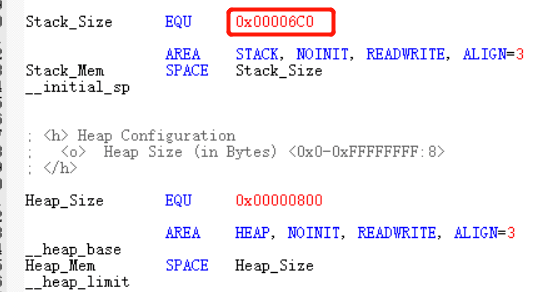 Stack_Size EQU 0x000006C0
AREA STACK, NOINIT, READWRITE, ALIGN=3
Stack_Mem SPACE Stack_Size
__initial_sp
; <h> Heap Configuration
; <o> Heap Size (in Bytes) <0x0-0xFFFFFFFF:8>
; </h>
Heap_Size EQU 0x00000800
AREA HEAP, NOINIT, READWRITE, ALIGN=3
__heap_base
Heap_Mem SPACE Heap_Size
__heap_limit